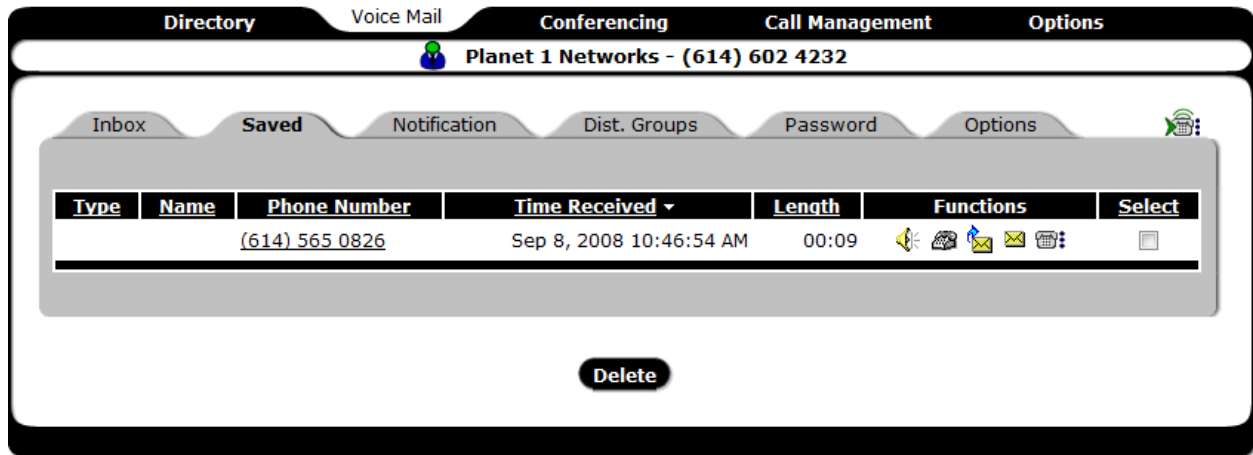 Directory Voice Mail Conferencing Call Management Options
Planet 1 Networks - (614) 602 4232
Inbox Saved Notification Dist. Groups Password Options
Type Name Phone Number Time Received Length Functions Select
(614) 565 0826 Sep 8, 2008 10:46:54 AM 00:09
Delete